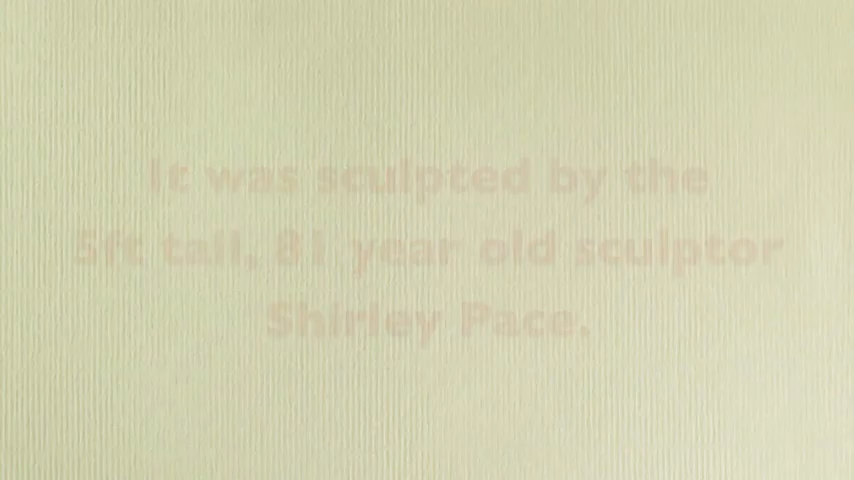 It was sculpted by the
5ft tall, 81 year old sculptor
Shirley Pace.